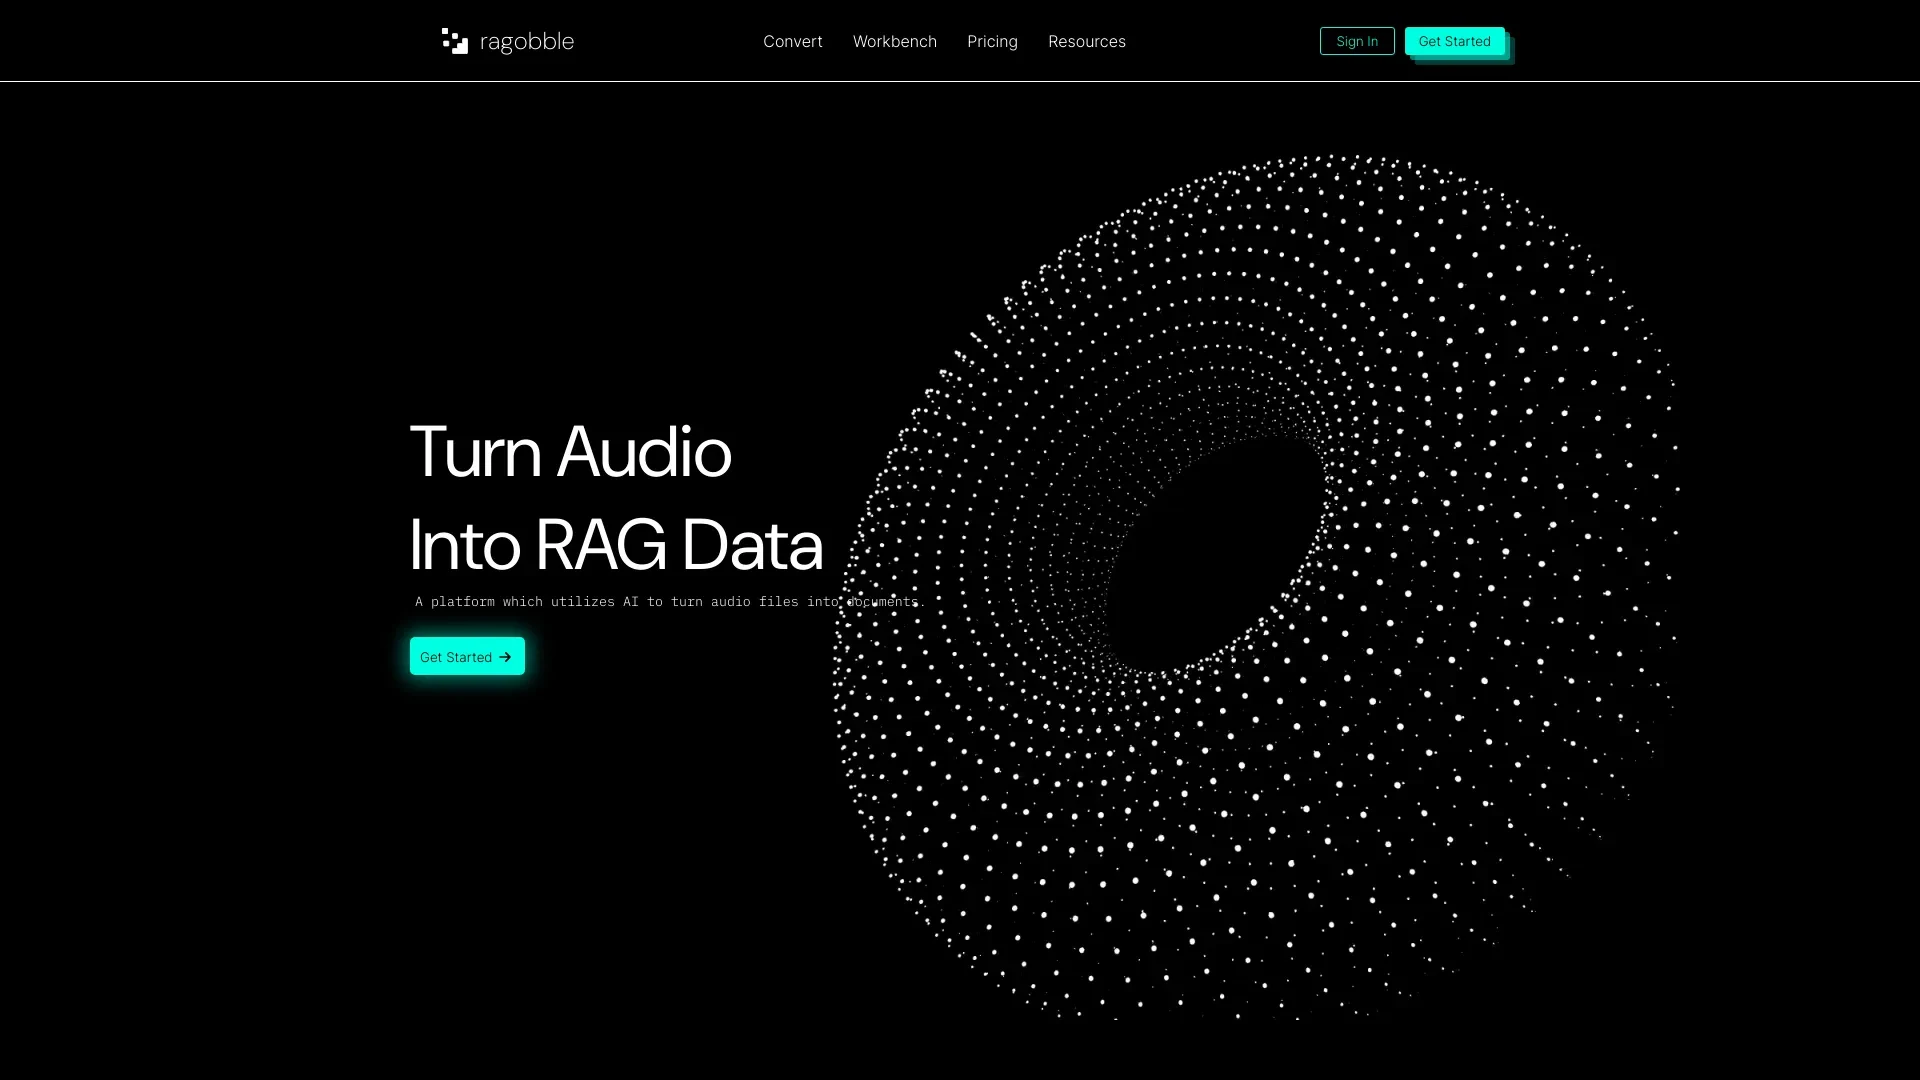 ragobble
Convert Workbench Pricing Resources
Sign In Get Started
Turn Audio
Into RAG Data
A platform which utilizes AI to turn audio files into documents.
Get Started →